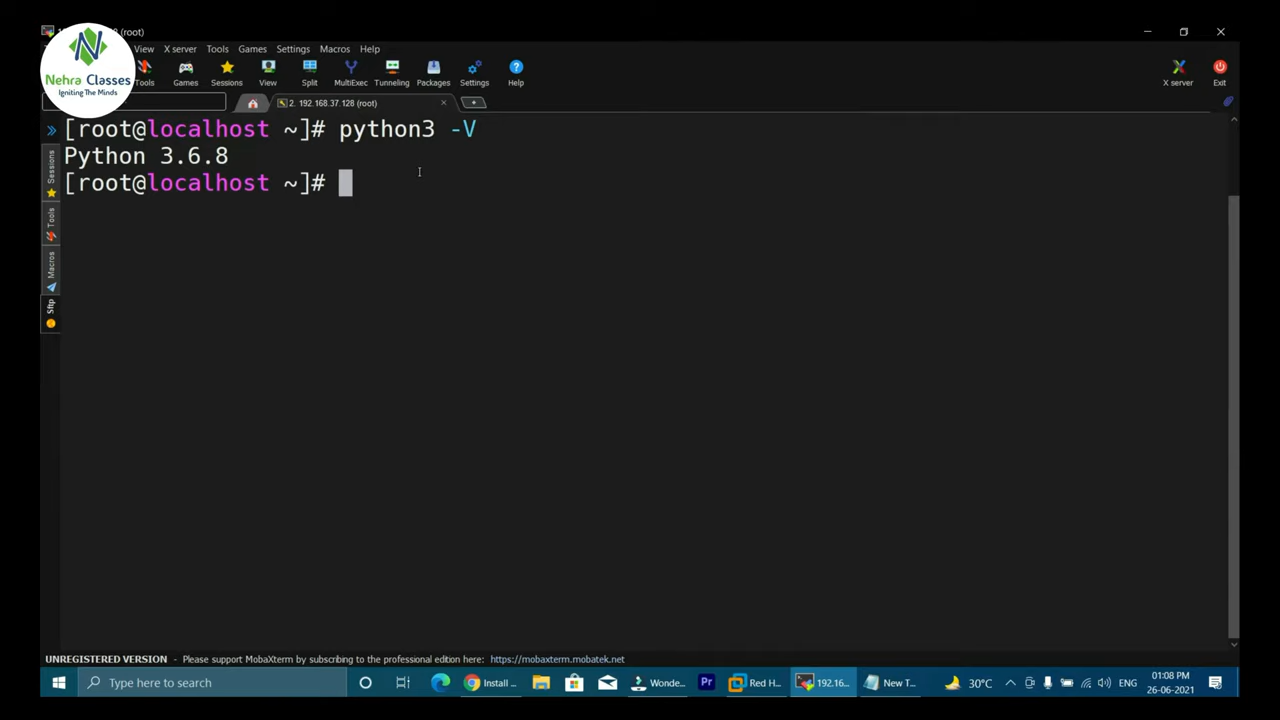 (root)
View X server Tools Games Settings Macros Help
Nehra Classes
Igniting The Minds
Tools Games Sessions View Split MultiExec Tunneling Packages Settings Help X server Exit
2. 192.168.37.128 (root)
[root@localhost ~]# python3 -V
Python 3.6.8
[root@localhost ~]#
Sessions
Tools
Macros
Sftp
UNREGISTERED VERSION - Please support MobaXterm by subscribing to the professional edition here: https://mobaxterm.mobatek.net
Type here to search
Install ...
Wonde...
Pr
Red H...
192.16...
New T...
30°C
ENG
01:08 PM
26-06-2021